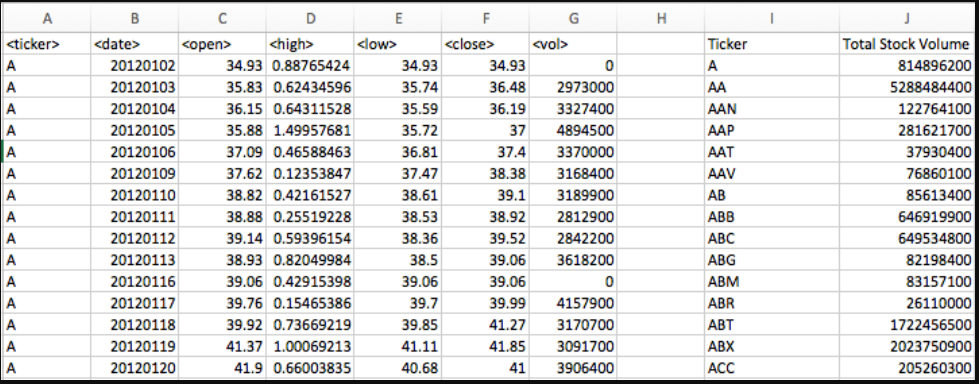 A B C D E F G H I J
<ticker> <date> <open> <high> <low> <close> <vol> Ticker Total Stock Volume
A 20120102 34.93 0.88765424 34.93 34.93 0 A 814896200
A 20120103 35.83 0.62434596 35.74 36.48 2973000 AA 5288484400
A 20120104 36.15 0.64311528 35.59 36.19 3327400 AAN 122764100
A 20120105 35.88 1.49957681 35.72 37 4894500 AAP 281621700
A 20120106 37.09 0.46588463 36.81 37.4 3370000 AAT 37930400
A 20120109 37.62 0.12353847 37.47 38.38 3168400 AAV 76860100
A 20120110 38.82 0.42161527 38.61 39.1 3189900 AB 85613400
A 20120111 38.88 0.25519228 38.53 38.92 2812900 ABB 646919900
A 20120112 39.14 0.59396154 38.36 39.52 2842200 ABC 649534800
A 20120113 38.93 0.82049984 38.5 39.06 3618200 ABG 82198400
A 20120116 39.06 0.42915398 39.06 39.06 0 ABM 83157100
A 20120117 39.76 0.15465386 39.7 39.99 4157900 ABR 26110000
A 20120118 39.92 0.73669219 39.85 41.27 3170700 ABT 1722456500
A 20120119 41.37 1.00069213 41.11 41.85 3091700 ABX 2023750900
A 20120120 41.9 0.66003835 40.68 41 3906400 ACC 205260300